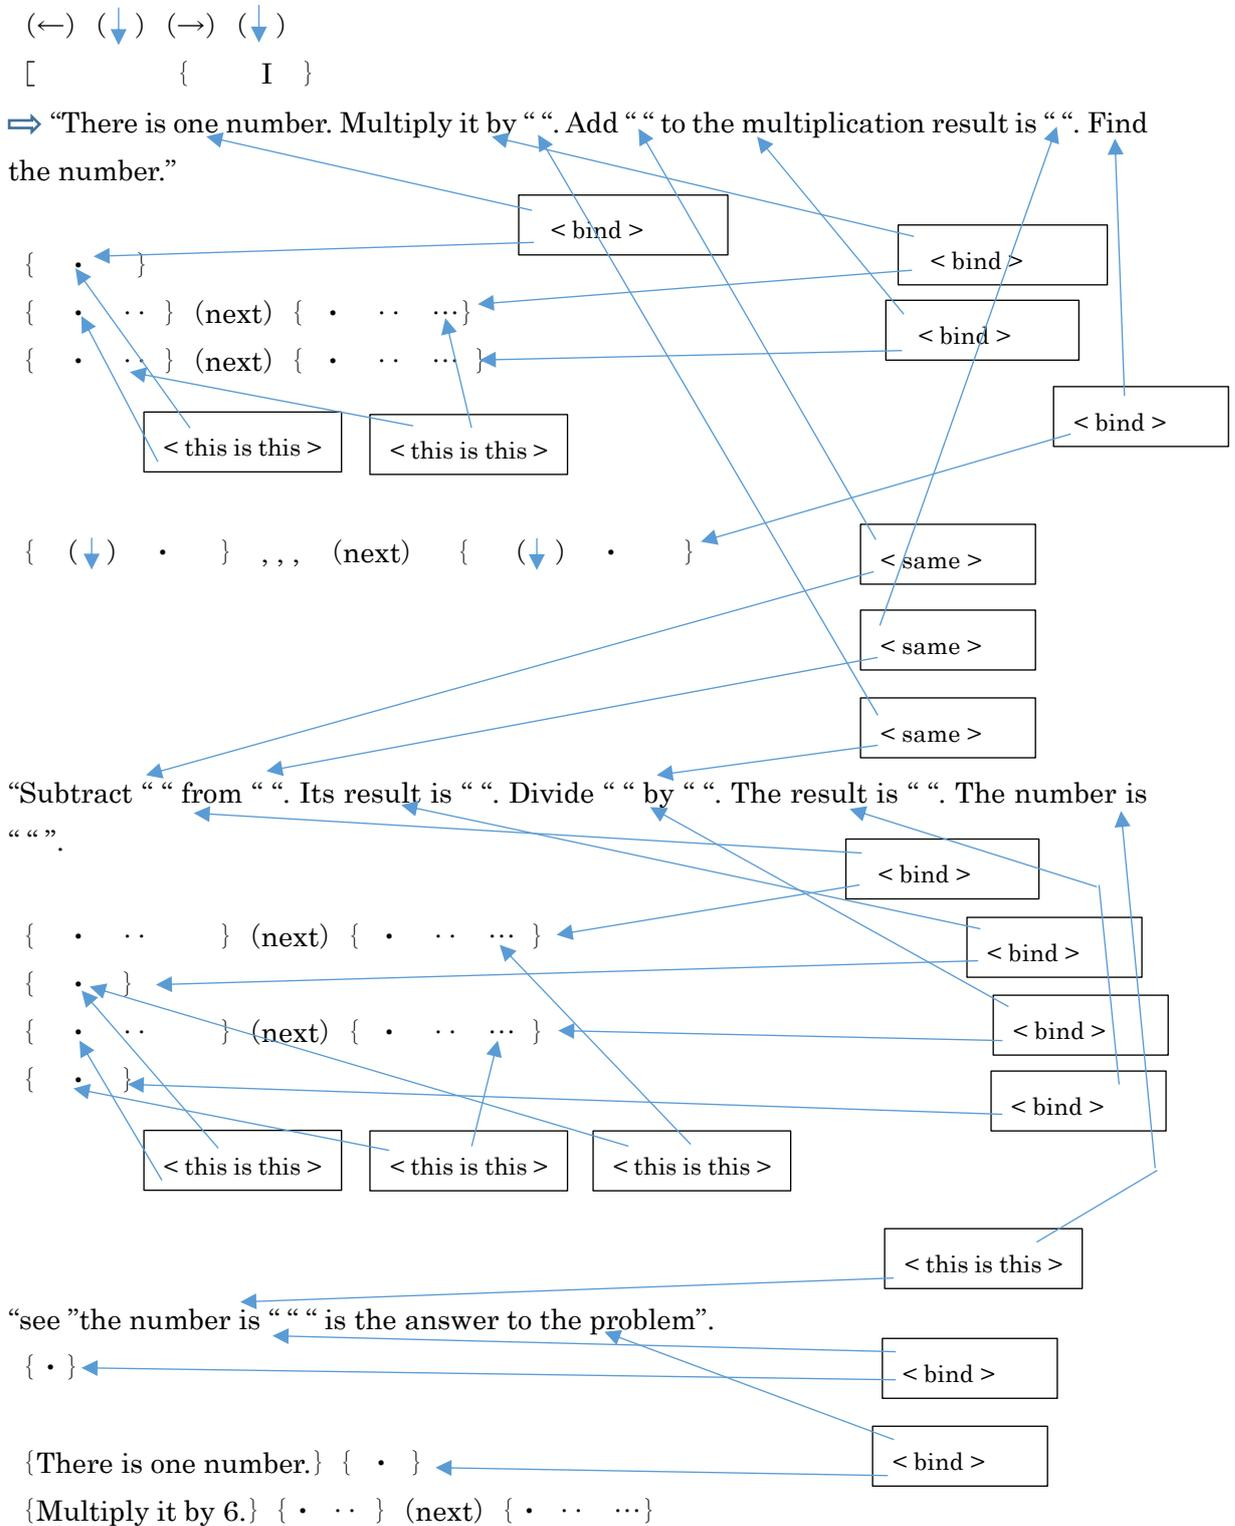 (←) (↓) (→) (↓)
[ { I }
⇨ “There is one number. Multiply it by “ “. Add “ “ to the multiplication result is “ “. Find
the number.”
< bind >
< bind >
{ ・ }
{ ・ ‥ } (next) { ・ ‥ …}
< bind >
{ ・ ‥ } (next) { ・ ‥ … }
< bind >
< this is this > < this is this >
{ (↓) ・ } , , , (next) { (↓) ・ }
< same >
< same >
< same >
“Subtract “ “ from “ “. Its result is “ “. Divide “ “ by “ “. The result is “ “. The number is
“ “ ”.
< bind >
{ ・ ‥ } (next) { ・ ‥ … }
< bind >
{ ・ }
{ ・ ‥ } (next) { ・ ‥ … }
< bind >
{ ・ }
< bind >
< this is this > < this is this > < this is this >
< this is this >
“see ”the number is “ “ “ is the answer to the problem”.
{・}
< bind >
{There is one number.} { ・ }
< bind >
{Multiply it by 6.} {・ ‥ } (next) {・ ‥ …}